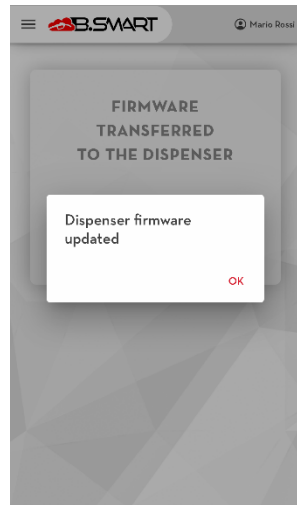 B.SMART
Mario Rossi
FIRMWARE
TRANSFERRED
TO THE DISPENSER
Dispenser firmware
updated
OK